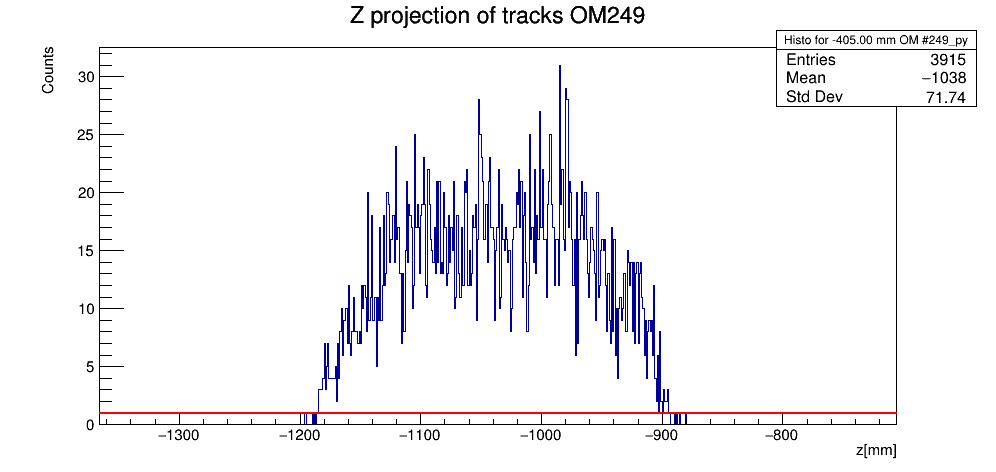 Z projection of tracks OM249
Histo for -405.00 mm OM #249_py
Entries 3915
Mean −1038
Std Dev 71.74
Counts
30
25
20
15
10
5
0
−1300 −1200 −1100 −1000 −900 −800
z[mm]